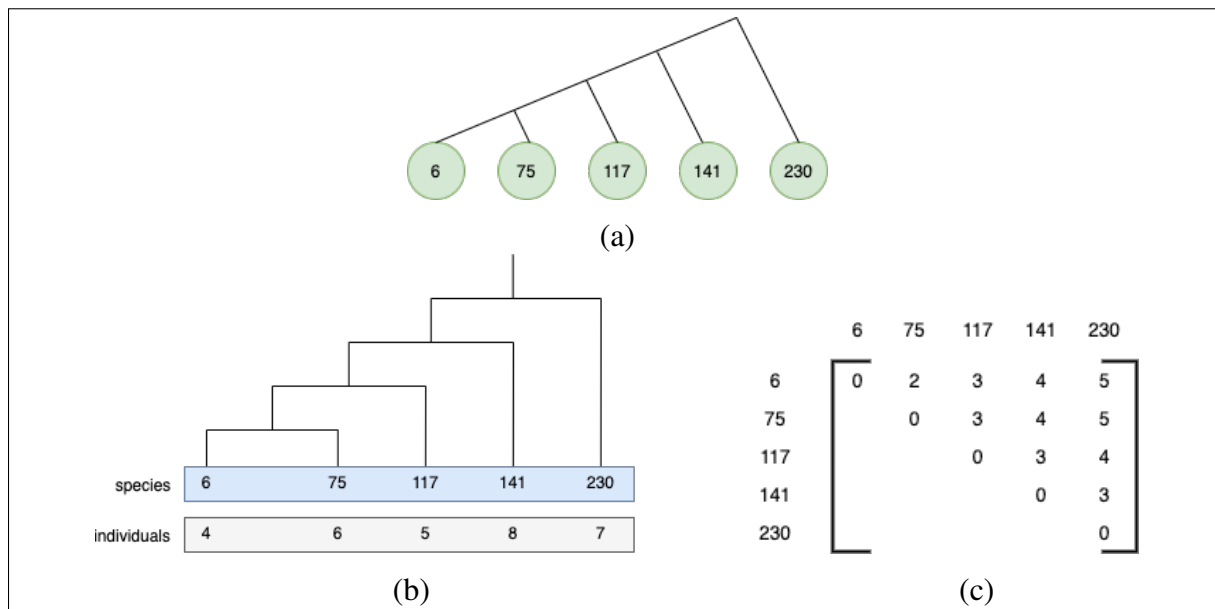 6 75 117 141 230
(a)
species 6 75 117 141 230
individuals 4 6 5 8 7
(b)
6 75 117 141 230
6 0 2 3 4 5
75 0 3 4 5
117 0 3 4
141 0 3
230 0
(c)